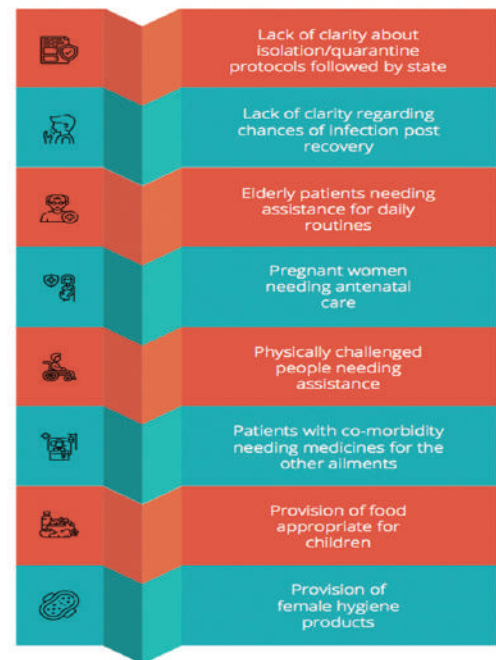 Lack of clarity about
isolation/quarantine
protocols followed by state
Lack of clarity regarding
chances of infection post
recovery
Elderly patients needing
assistance for daily
routines
Pregnant women
needing antenatal
care
Physically challenged
people needing
assistance
Patients with co-morbidity
needing medicines for the
other ailments
Provision of food
appropriate for
children
Provision of
female hygiene
products